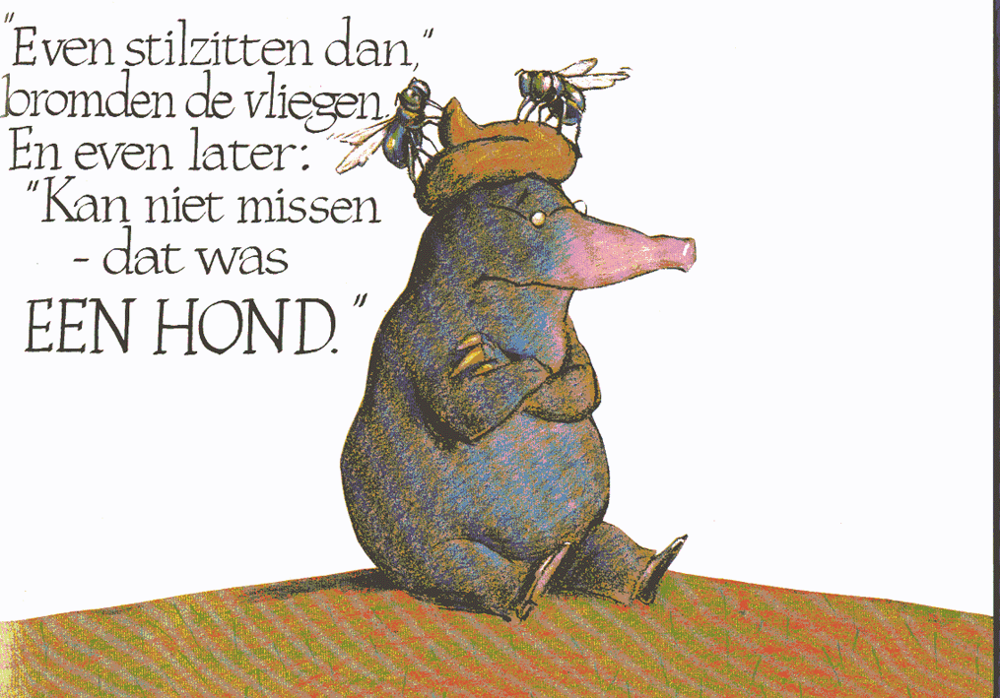 "Even stilzitten dan,"
bromden de vliegen.
En even later:
"Kan niet missen
- dat was
EEN HOND."